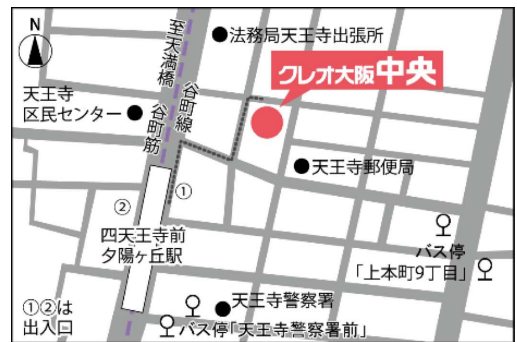 N
至天満橋
谷町線
谷町筋
法務局天王寺出張所
クレオ大阪中央
天王寺
区民センター
天王寺郵便局
①
②
四天王寺前
夕陽ヶ丘駅
バス停
「上本町9丁目」
①②は
出入口
天王寺警察署
バス停「天王寺警察署前」